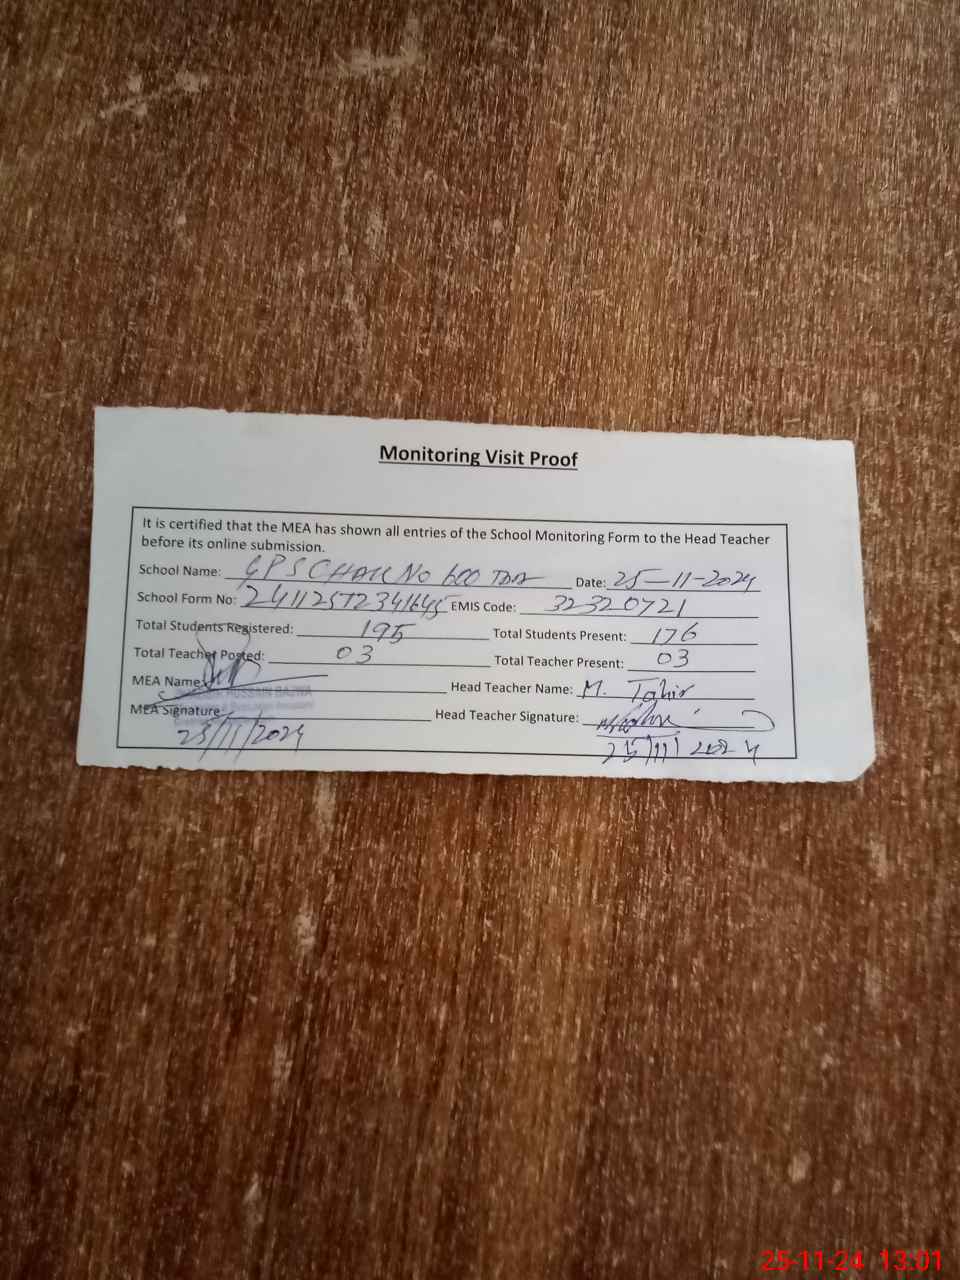 Monitoring Visit Proof
It is certified that the MEA has shown all entries of the School Monitoring Form to the Head Teacher
before its online submission.
School Name: GPS CHAK No 600 TDA Date: 25-11-2024
School Form No: EMIS Code: 32320721
Total Students Registered: 195 Total Students Present: 176
Total Teacher Posted: 03 Total Teacher Present: 03
MEA Name: Head Teacher Name: M. Tahir
HUSSAIN BAJWA
MEA Signature: Head Teacher Signature:
25/11/2024 25/11/2024
25-11-24 13:01